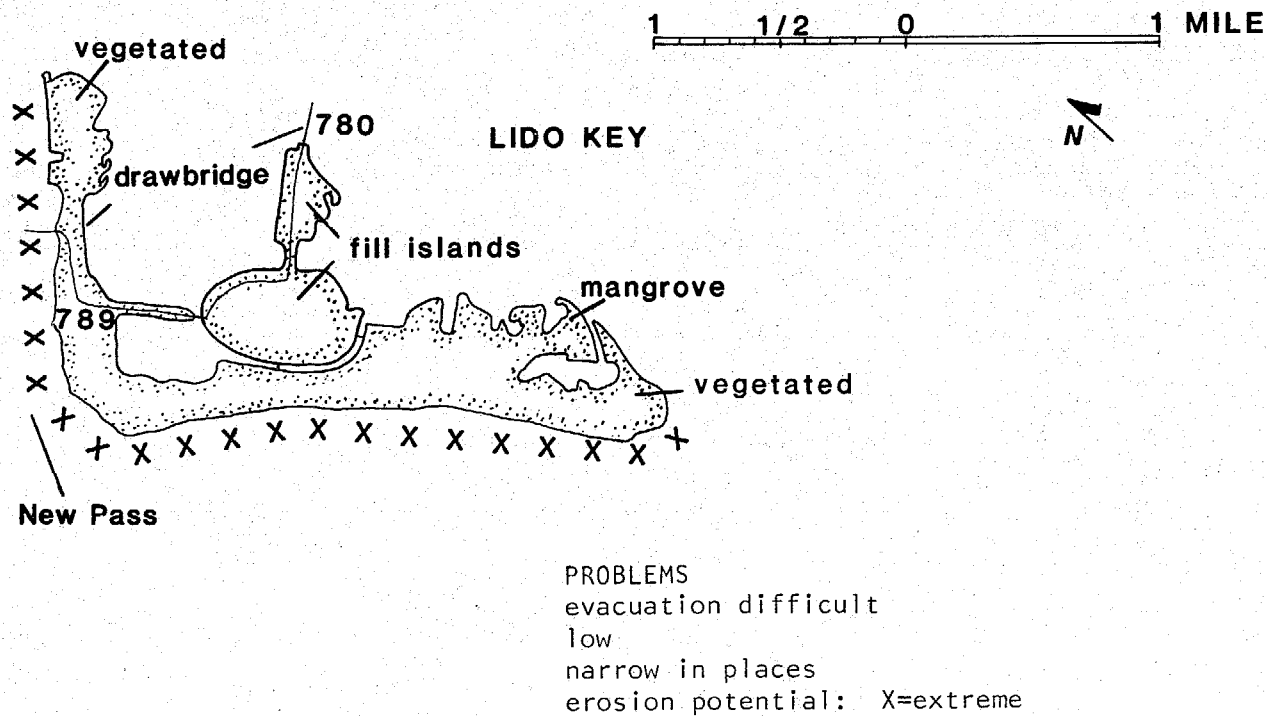 1 1/2 0 1 MILE
vegetated
N
780
LIDO KEY
drawbridge
fill islands
mangrove
789
vegetated
X X X X X X X X X X X X X X X X X X X X X X
New Pass
PROBLEMS
evacuation difficult
low
narrow in places
erosion potential: X=extreme